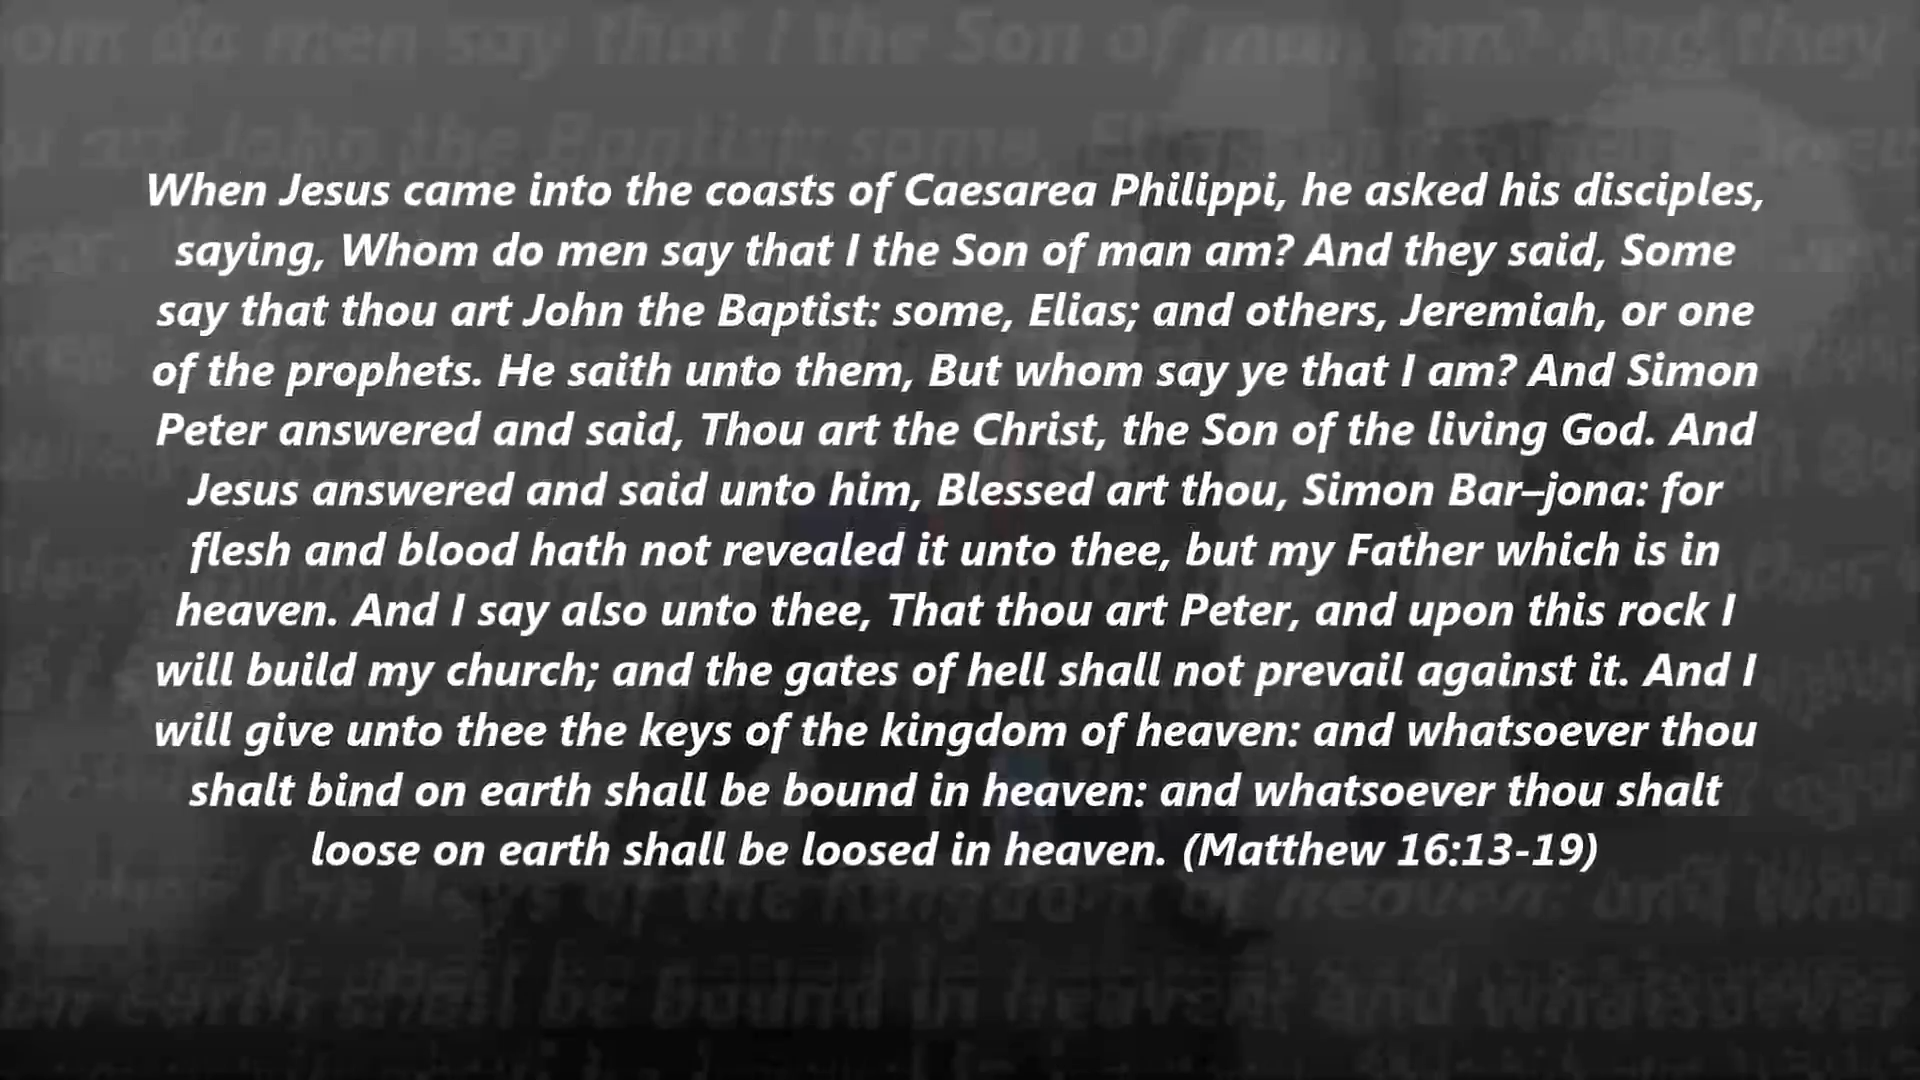 When Jesus came into the coasts of Caesarea Philippi, he asked his disciples,
saying, Whom do men say that I the Son of man am? And they said, Some
say that thou art John the Baptist: some, Elias; and others, Jeremiah, or one
of the prophets. He saith unto them, But whom say ye that I am? And Simon
Peter answered and said, Thou art the Christ, the Son of the living God. And
Jesus answered and said unto him, Blessed art thou, Simon Bar–jona: for
flesh and blood hath not revealed it unto thee, but my Father which is in
heaven. And I say also unto thee, That thou art Peter, and upon this rock I
will build my church; and the gates of hell shall not prevail against it. And I
will give unto thee the keys of the kingdom of heaven: and whatsoever thou
shalt bind on earth shall be bound in heaven: and whatsoever thou shalt
loose on earth shall be loosed in heaven. (Matthew 16:13-19)